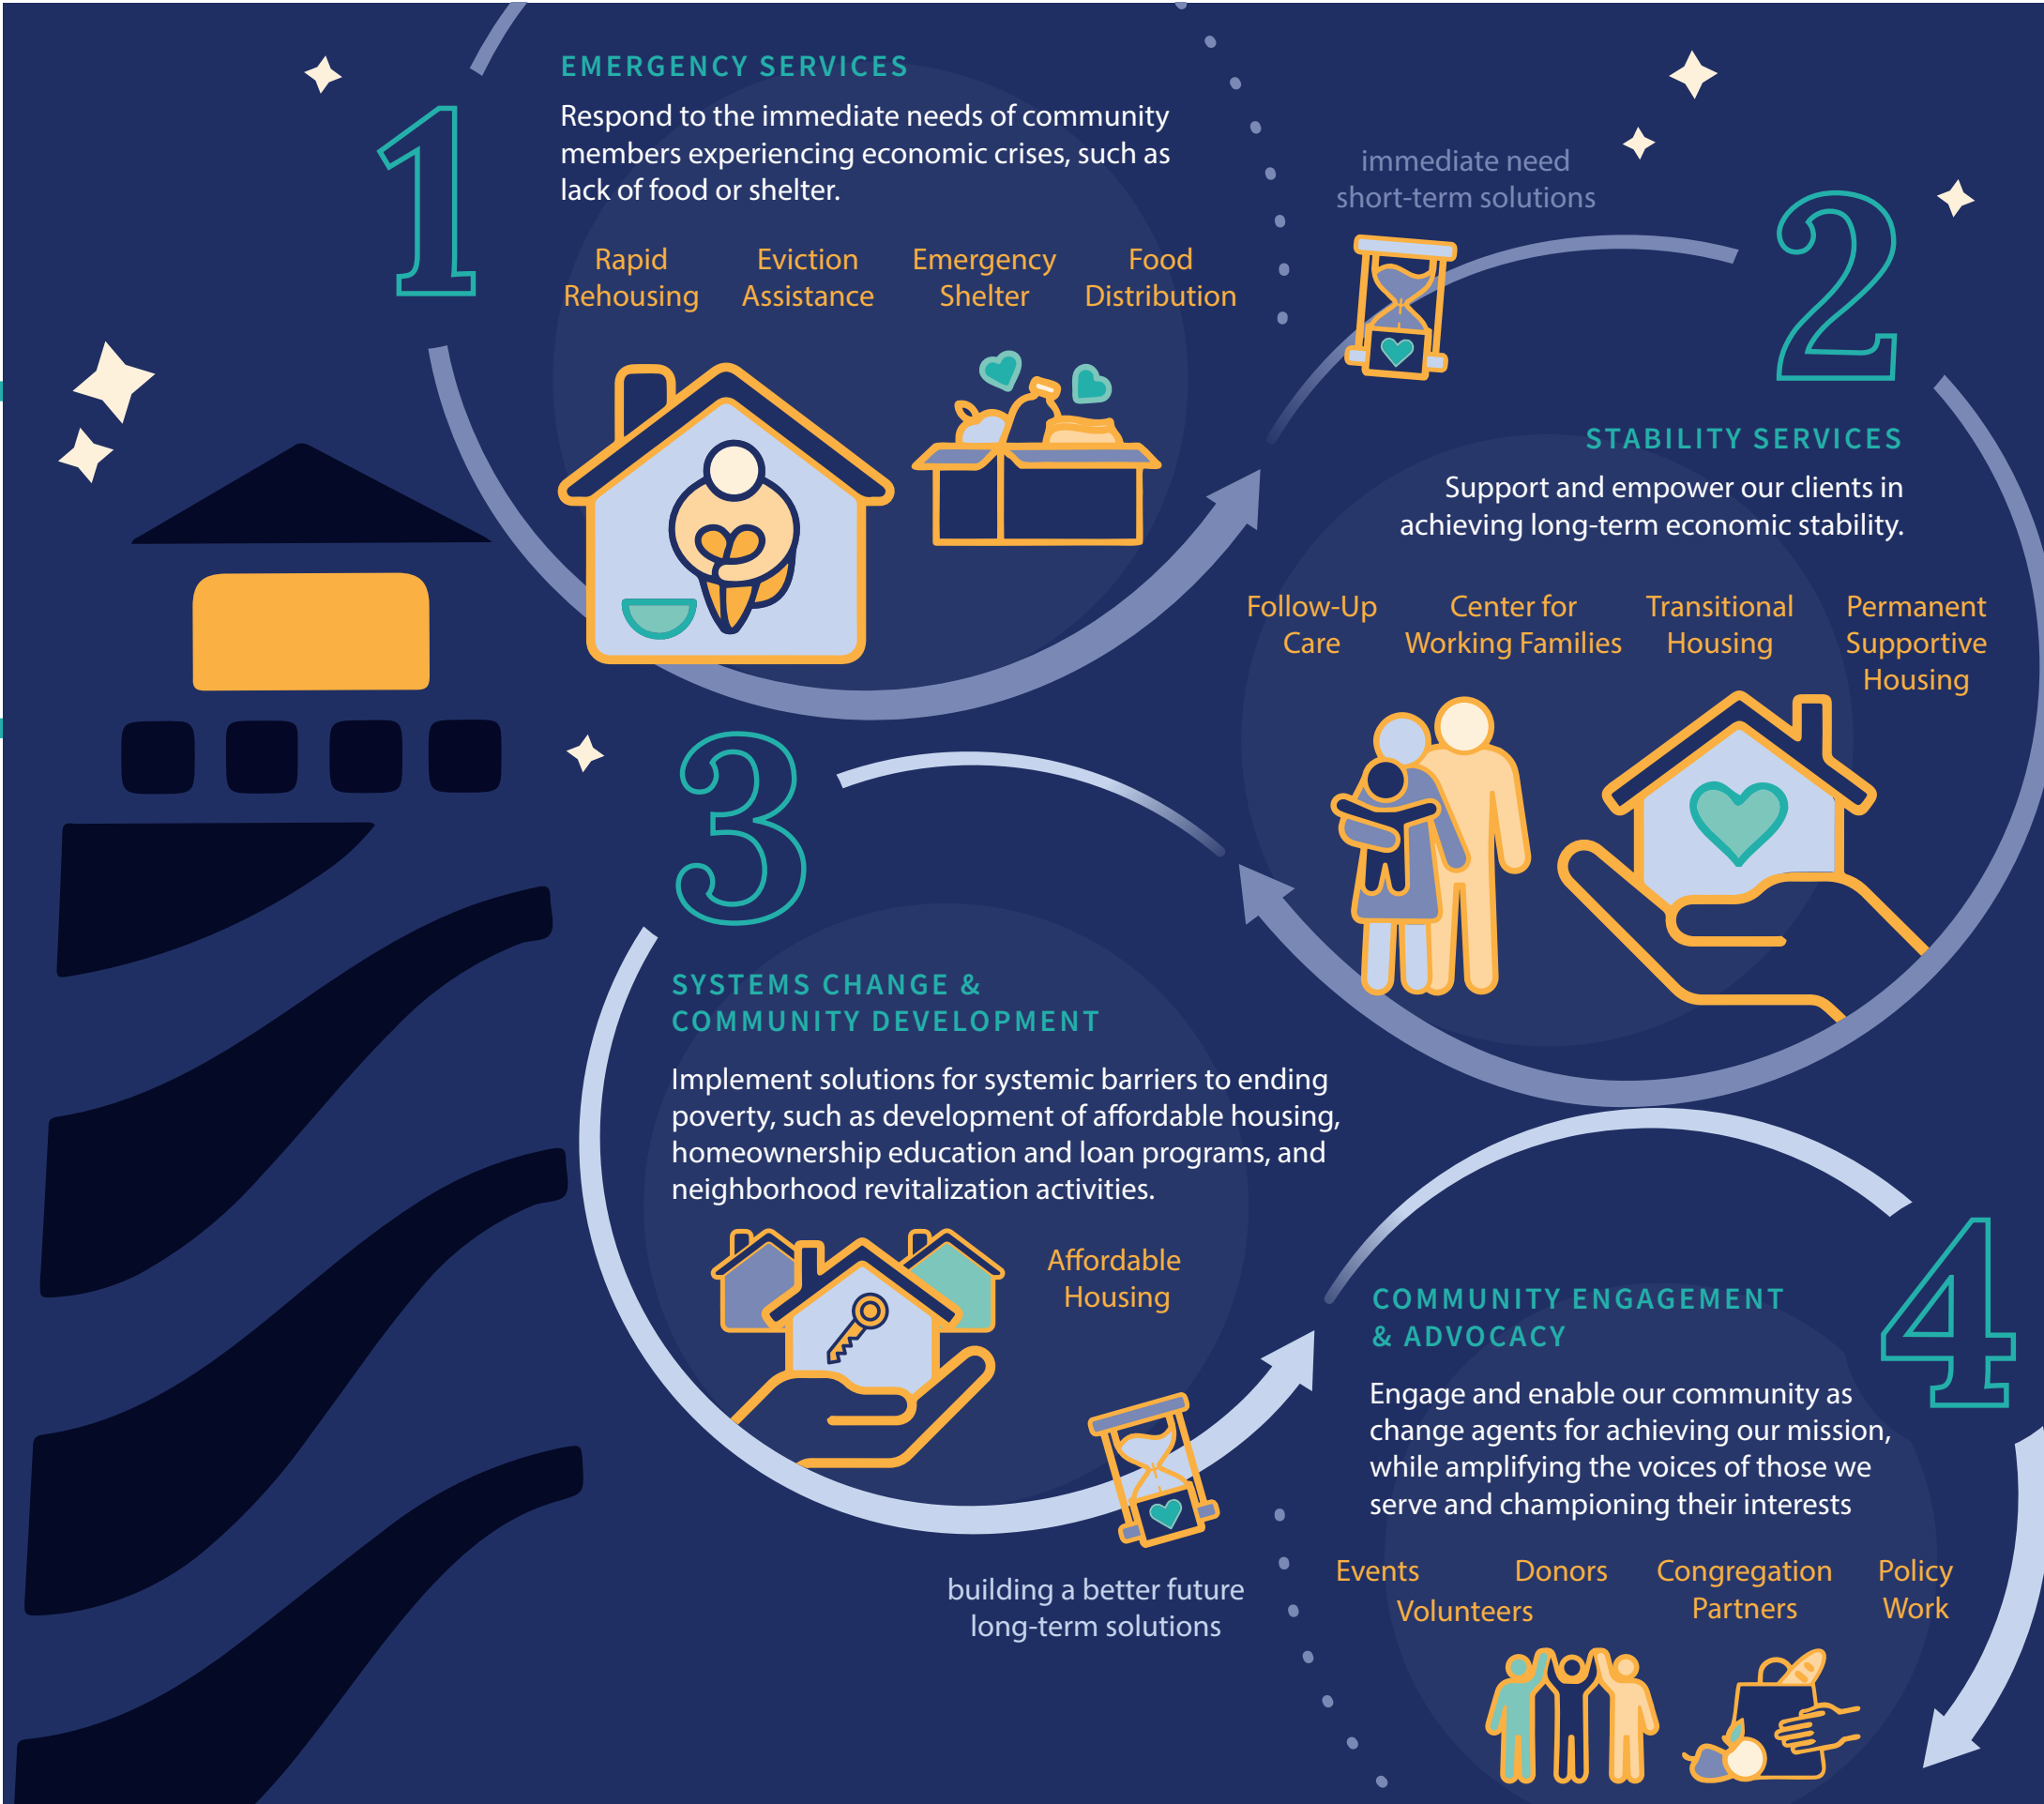 1
EMERGENCY SERVICES
Respond to the immediate needs of community
members experiencing economic crises, such as
lack of food or shelter.
Rapid
Rehousing
Eviction
Assistance
Emergency
Shelter
Food
Distribution
immediate need
short-term solutions
2
STABILITY SERVICES
Support and empower our clients in
achieving long-term economic stability.
Follow-Up
Care
Center for
Working Families
Transitional
Housing
Permanent
Supportive
Housing
3
SYSTEMS CHANGE &
COMMUNITY DEVELOPMENT
Implement solutions for systemic barriers to ending
poverty, such as development of affordable housing,
homeownership education and loan programs, and
neighborhood revitalization activities.
Affordable
Housing
building a better future
long-term solutions
4
COMMUNITY ENGAGEMENT
& ADVOCACY
Engage and enable our community as
change agents for achieving our mission,
while amplifying the voices of those we
serve and championing their interests
Events
Volunteers
Donors
Congregation
Partners
Policy
Work